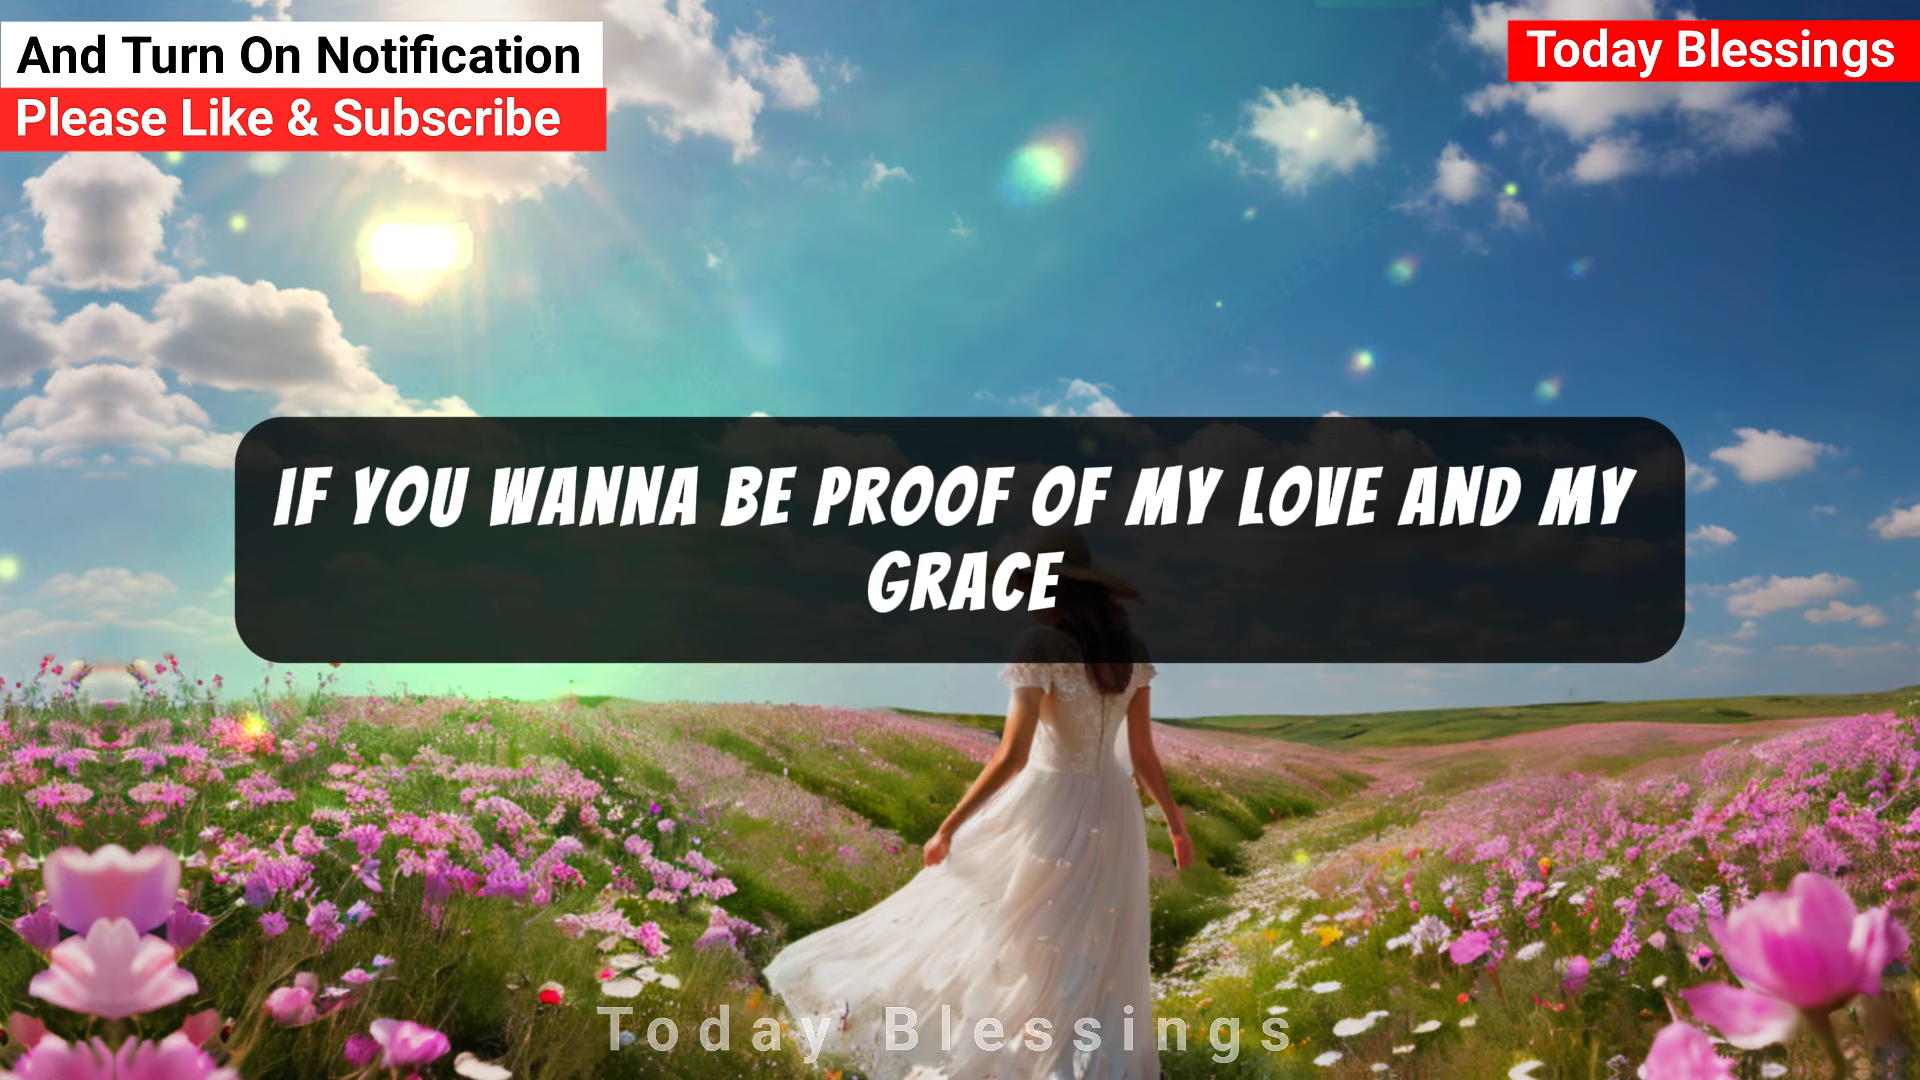 And Turn On Notification
Please Like & Subscribe
Today Blessings
IF YOU WANNA BE PROOF OF MY LOVE AND MY
GRACE
Today Blessings